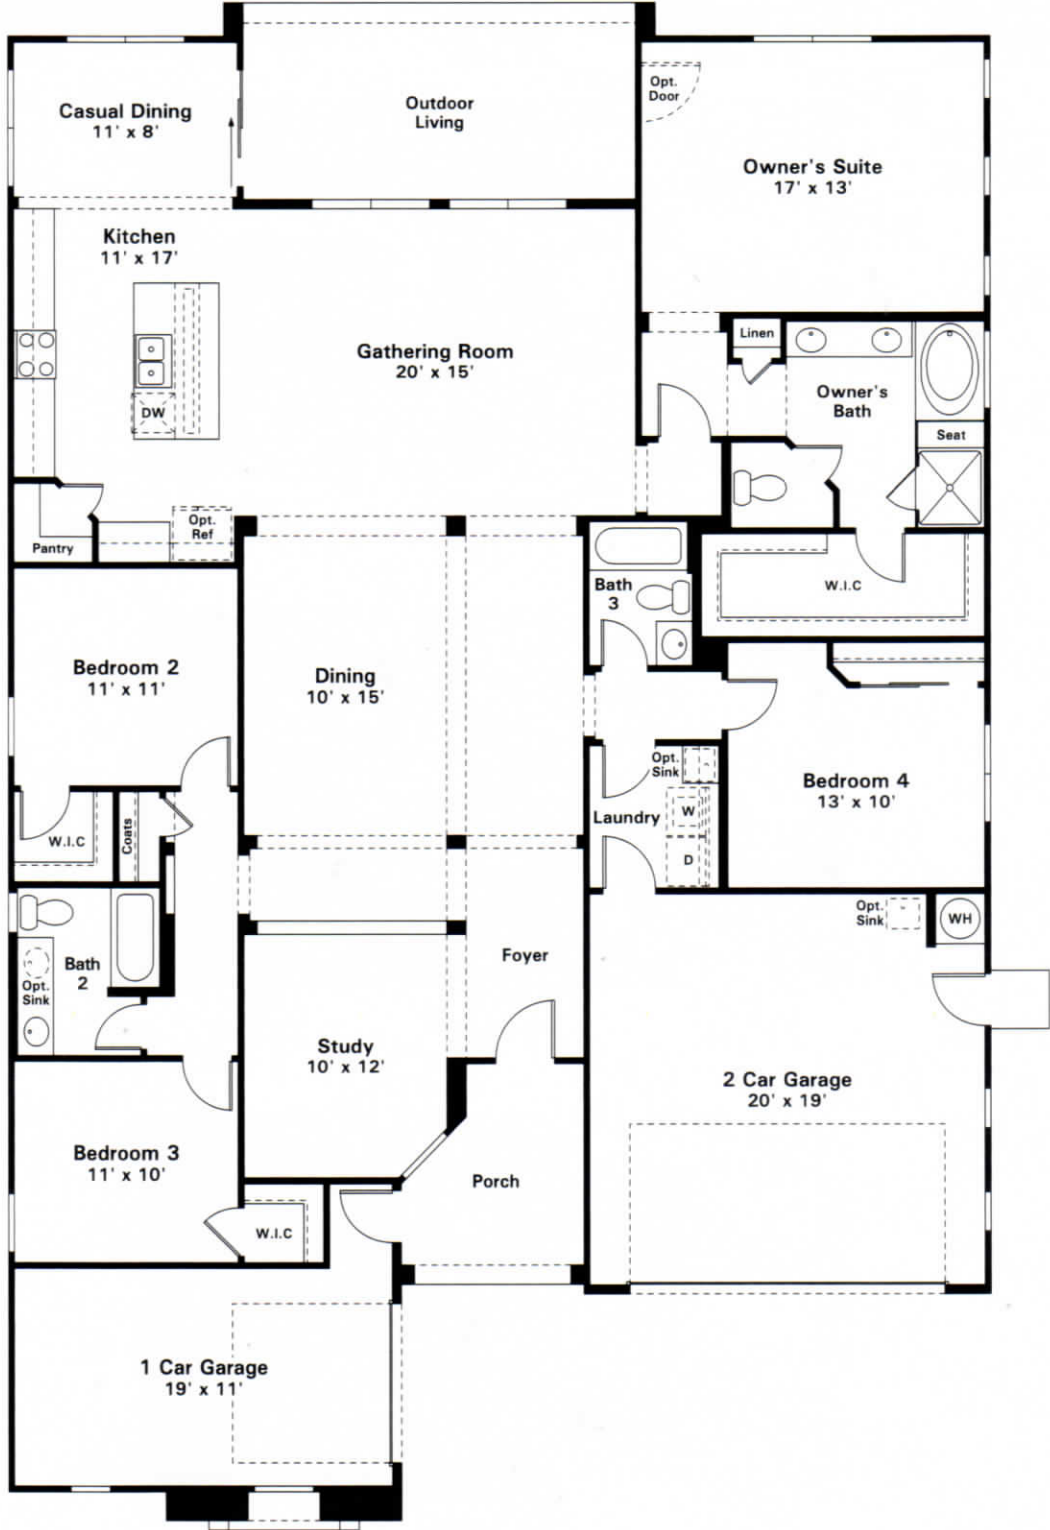 Casual Dining
11' x 8'
Outdoor
Living
Opt.
Door
Owner's Suite
17' x 13'
Kitchen
11' x 17'
Gathering Room
20' x 15'
Linen
Owner's
Bath
DW
Seat
Opt.
Ref
Pantry
W.I.C
Bath
3
Bedroom 2
11' x 11'
Dining
10' x 15'
Opt.
Sink
Bedroom 4
13' x 10'
W
Laundry
D
W.I.C
Coats
Opt.
Sink
WH
Foyer
Bath
2
Opt.
Sink
Study
10' x 12'
2 Car Garage
20' x 19'
Bedroom 3
11' x 10'
Porch
W.I.C
1 Car Garage
19' x 11'